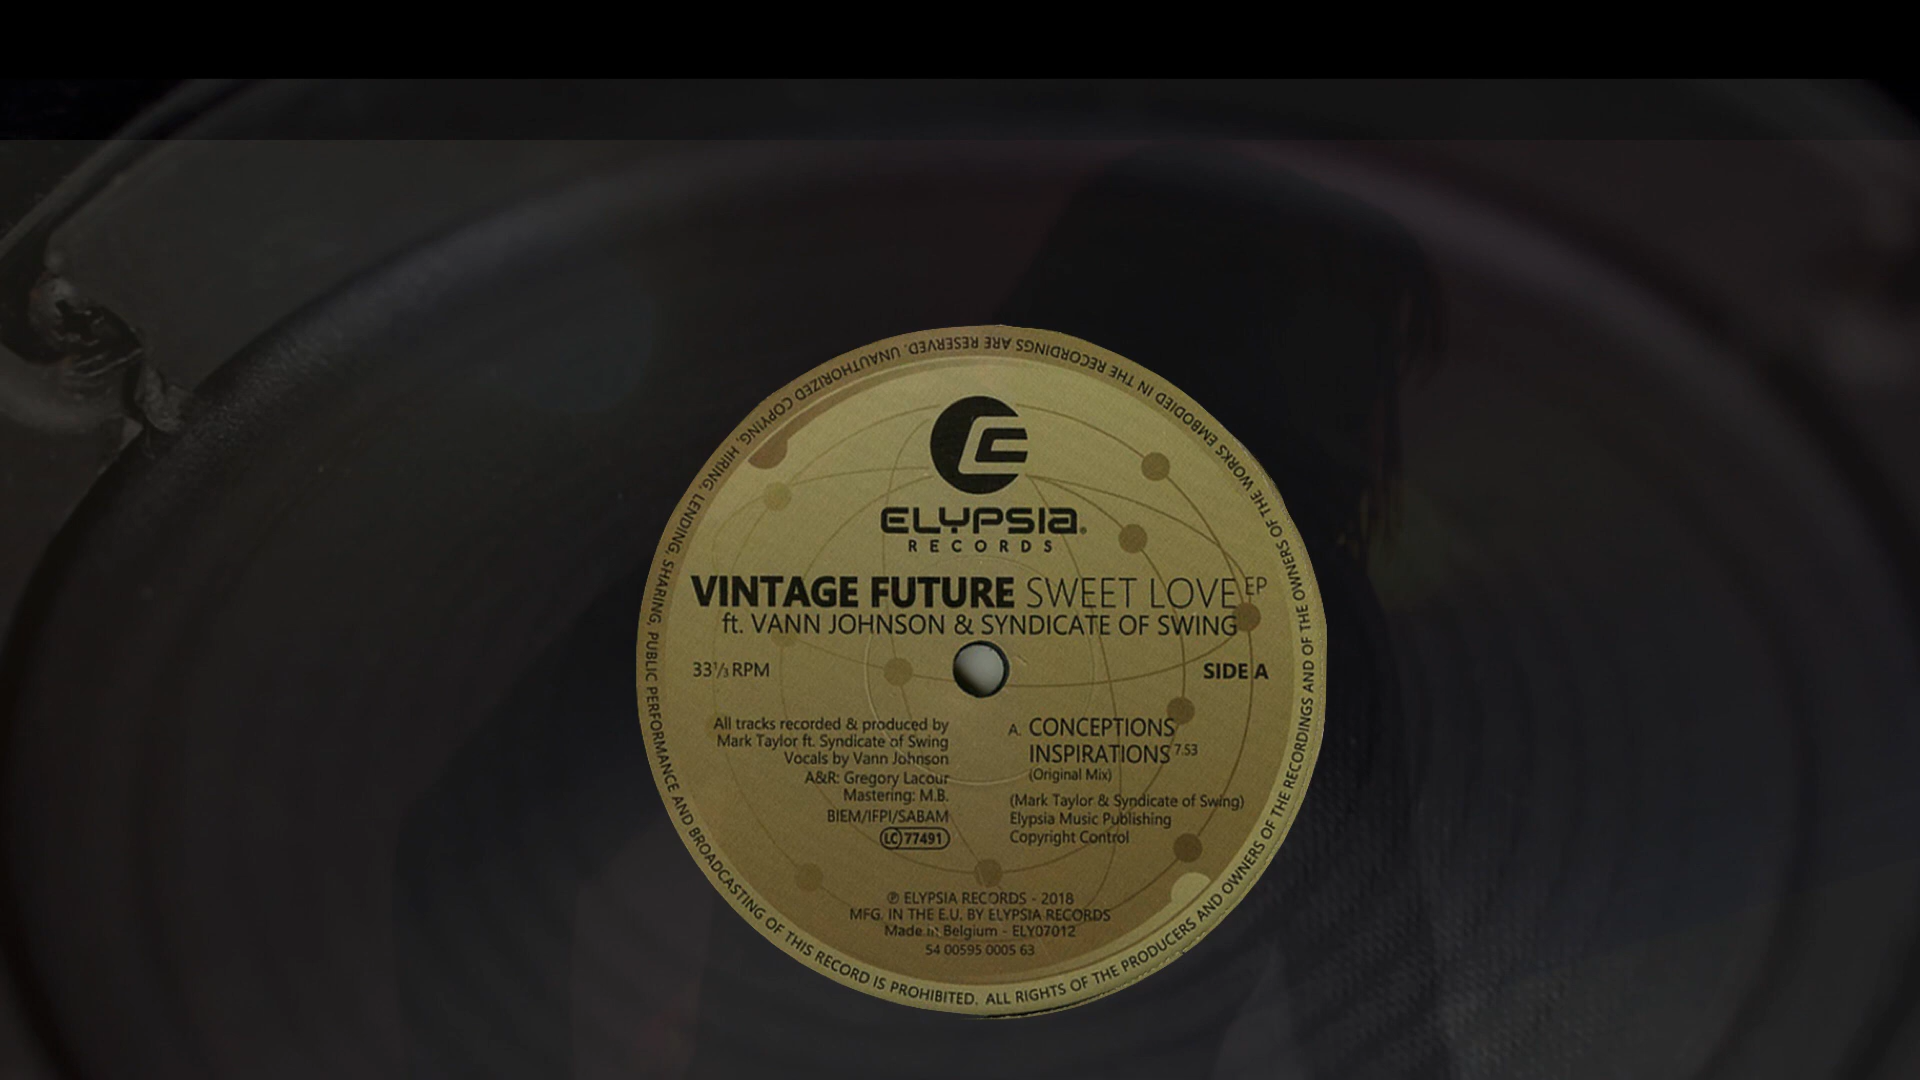 ELYPSIA®
RECORDS
VINTAGE FUTURE SWEET LOVE EP
ft. VANN JOHNSON & SYNDICATE OF SWING
33⅓ RPM
SIDE A
All tracks recorded & produced by
Mark Taylor ft. Syndicate of Swing
Vocals by Vann Johnson
A&R: Gregory Lacour
Mastering: M.B.
BIEM/IFPI/SABAM
LC 77491
A. CONCEPTIONS
INSPIRATIONS 7.53
(Original Mix)
(Mark Taylor & Syndicate of Swing)
Elypsia Music Publishing
Copyright Control
℗ ELYPSIA RECORDS - 2018
MFG. IN THE E.U. BY ELYPSIA RECORDS
Made in Belgium - ELY07012
54 00595 0005 63
ALL RIGHTS OF THE PRODUCERS AND OWNERS OF THE RECORDINGS AND OF THE OWNERS OF THE WORKS EMBODIED IN THE RECORDINGS ARE RESERVED. UNAUTHORIZED COPYING, HIRING, LENDING, SHARING, PUBLIC PERFORMANCE AND BROADCASTING OF THIS RECORD IS PROHIBITED.